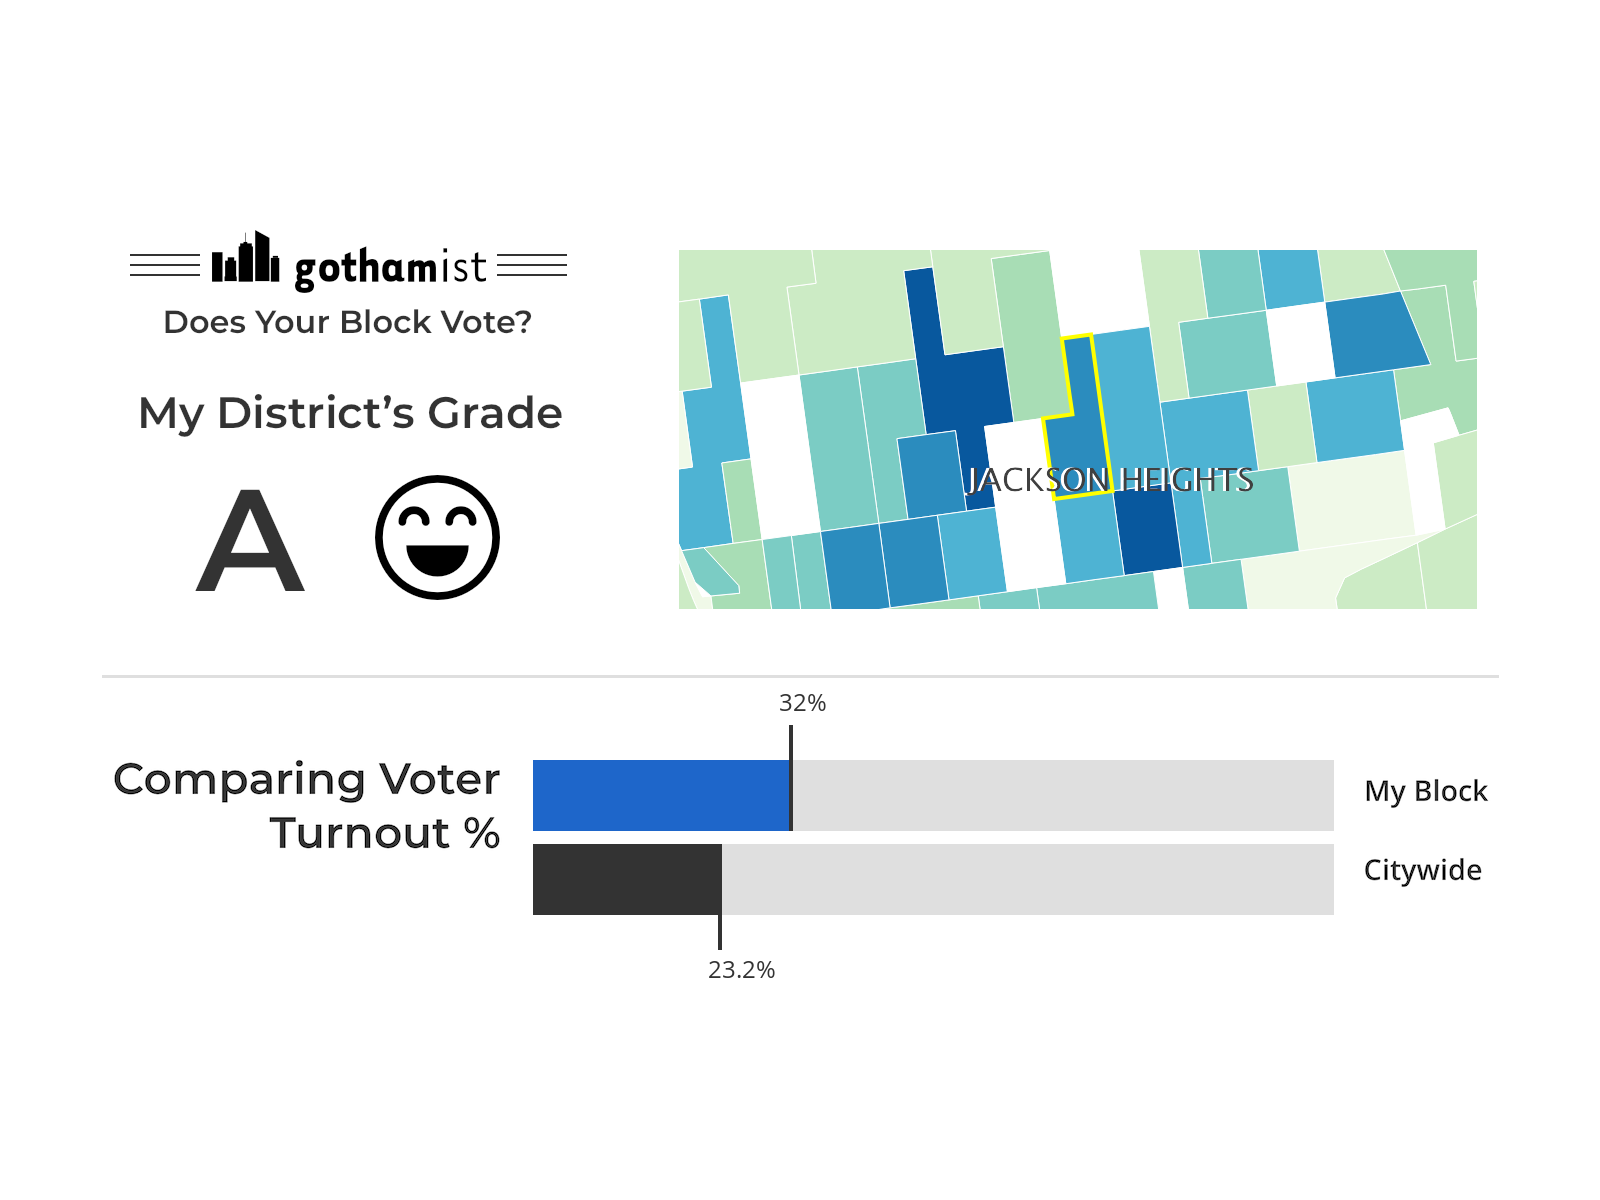 gothamist
Does Your Block Vote?
My District’s Grade
A
JACKSON HEIGHTS
32%
Comparing Voter
Turnout %
My Block
Citywide
23.2%